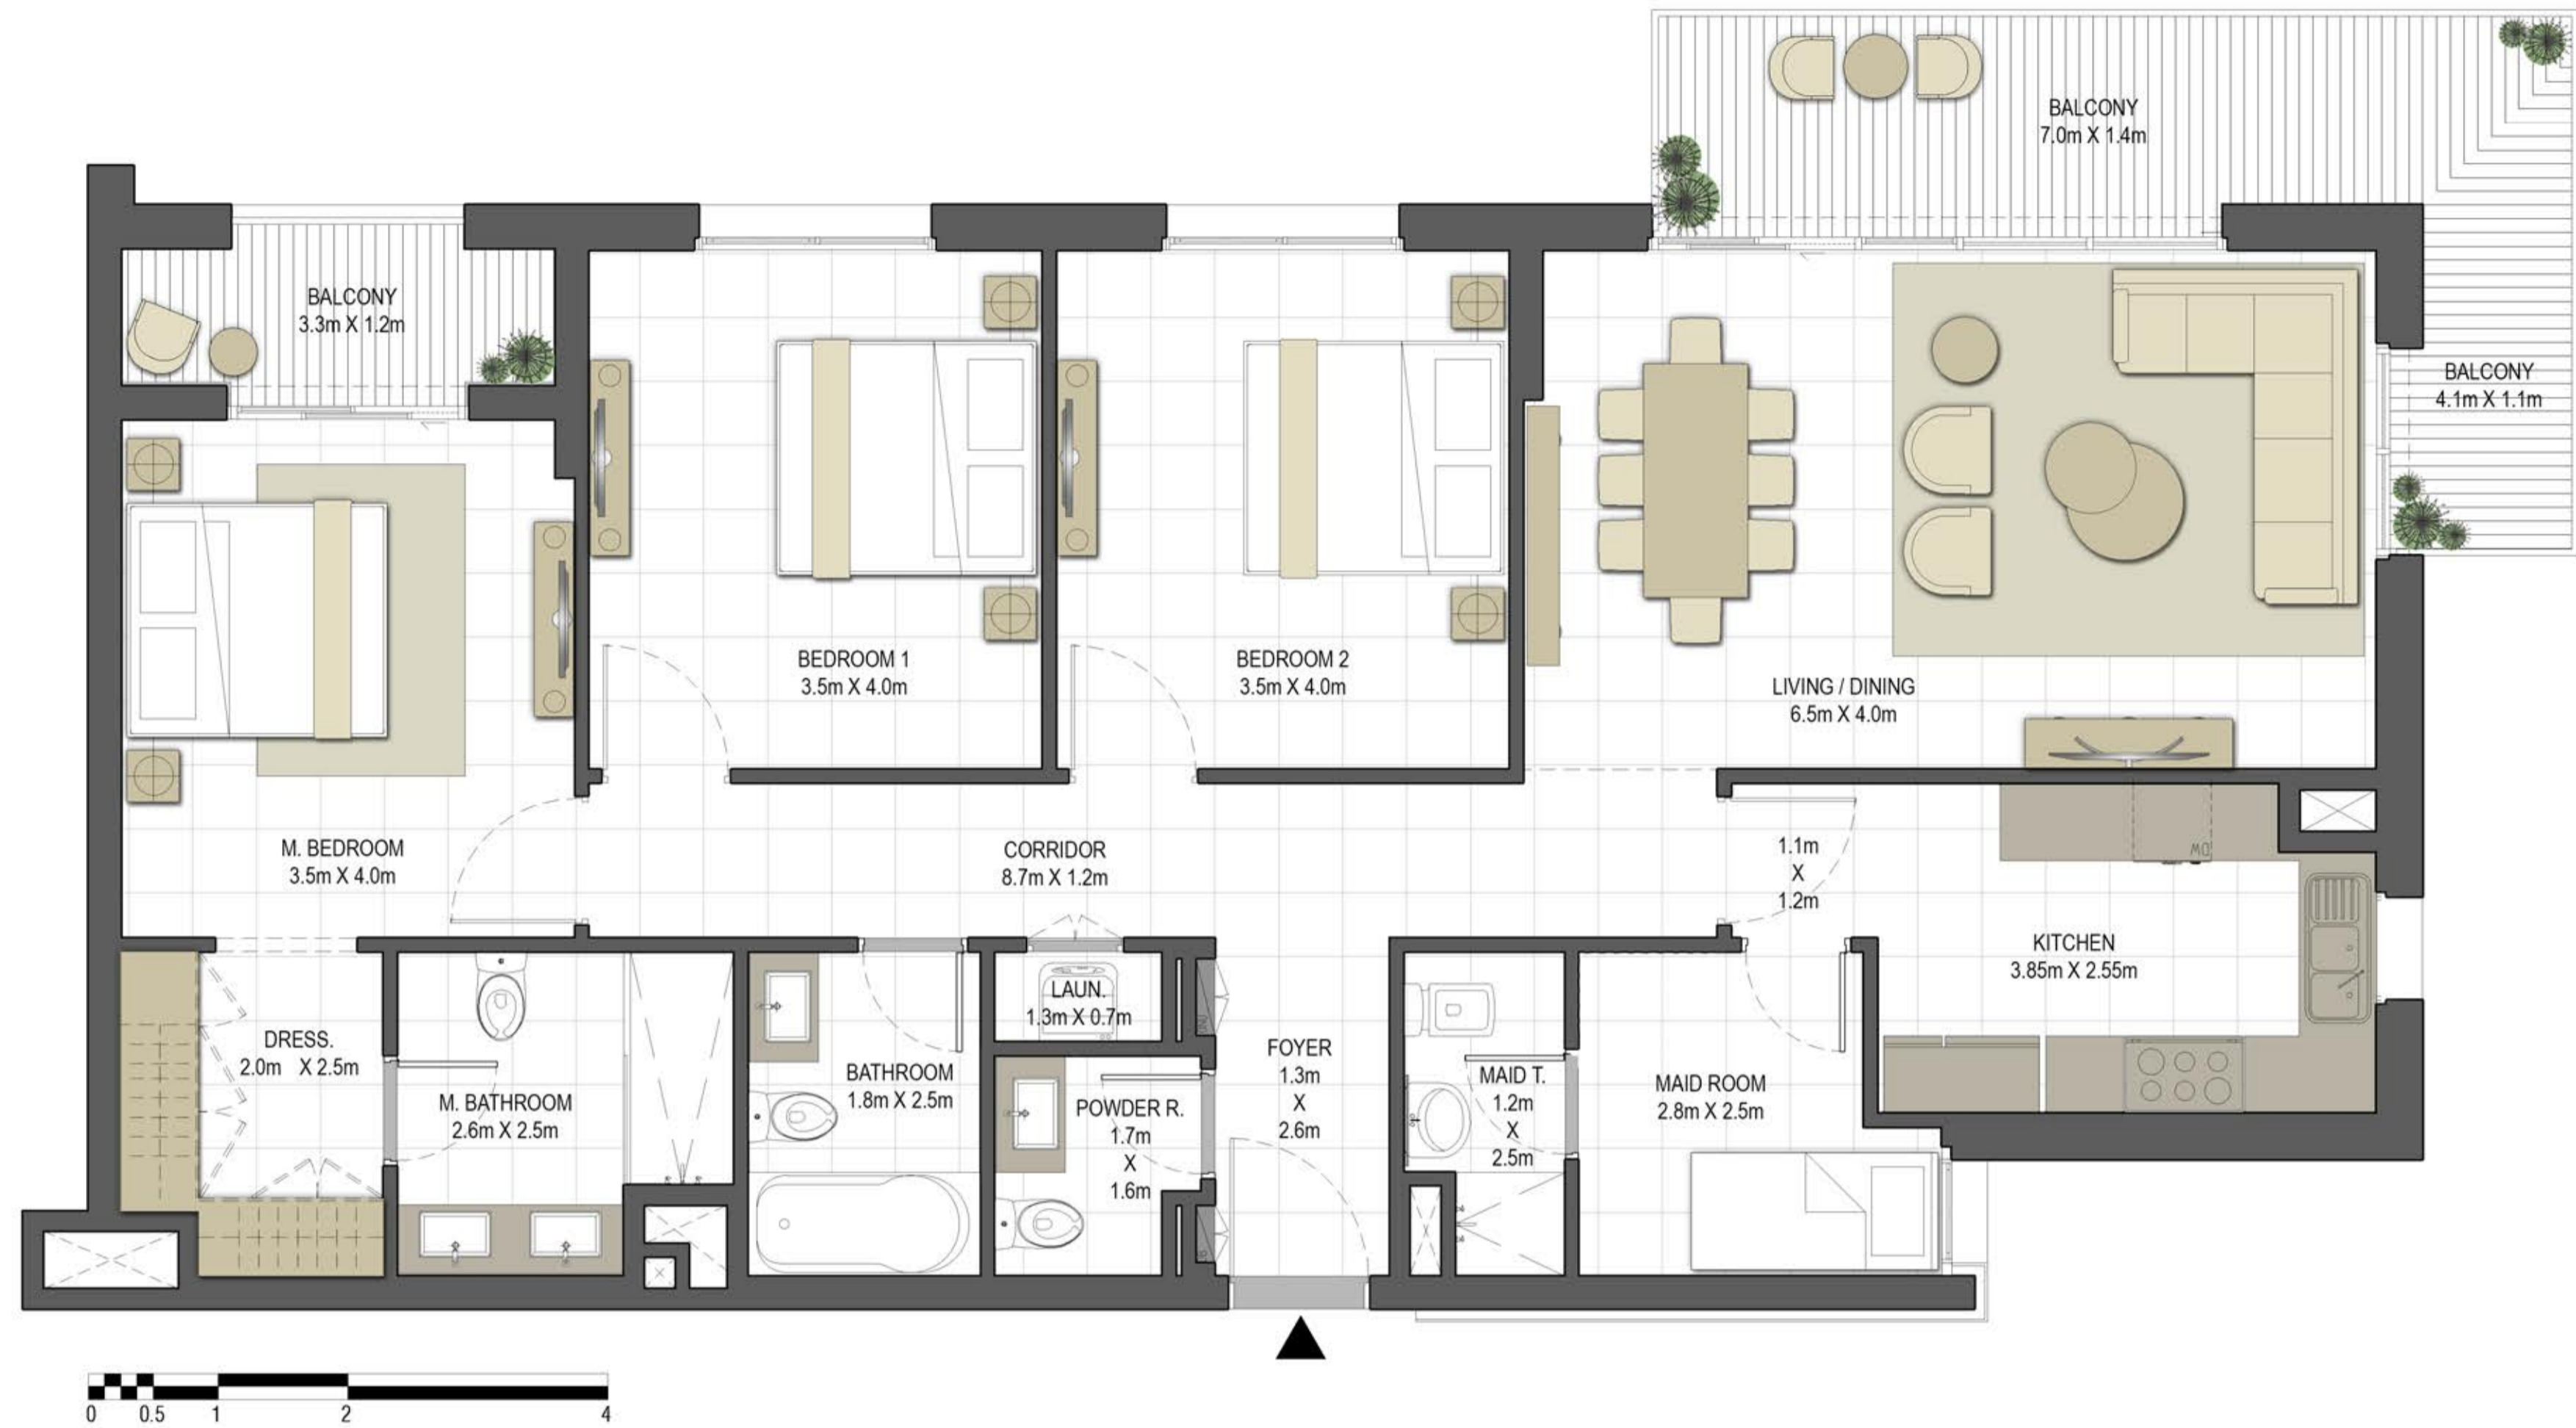 BALCONY
7.0m X 1.4m
BALCONY
3.3m X 1.2m
BALCONY
4.1m X 1.1m
BEDROOM 1
3.5m X 4.0m
BEDROOM 2
3.5m X 4.0m
LIVING / DINING
6.5m X 4.0m
M. BEDROOM
3.5m X 4.0m
CORRIDOR
8.7m X 1.2m
1.1m
X
1.2m
DW
KITCHEN
3.85m X 2.55m
DRESS.
2.0m X 2.5m
M. BATHROOM
2.6m X 2.5m
BATHROOM
1.8m X 2.5m
LAUN.
1.3m X 0.7m
POWDER R.
1.7m
X
1.6m
FOYER
1.3m
X
2.6m
MAID T.
1.2m
X
2.5m
MAID ROOM
2.8m X 2.5m
0 0.5 1 2 4